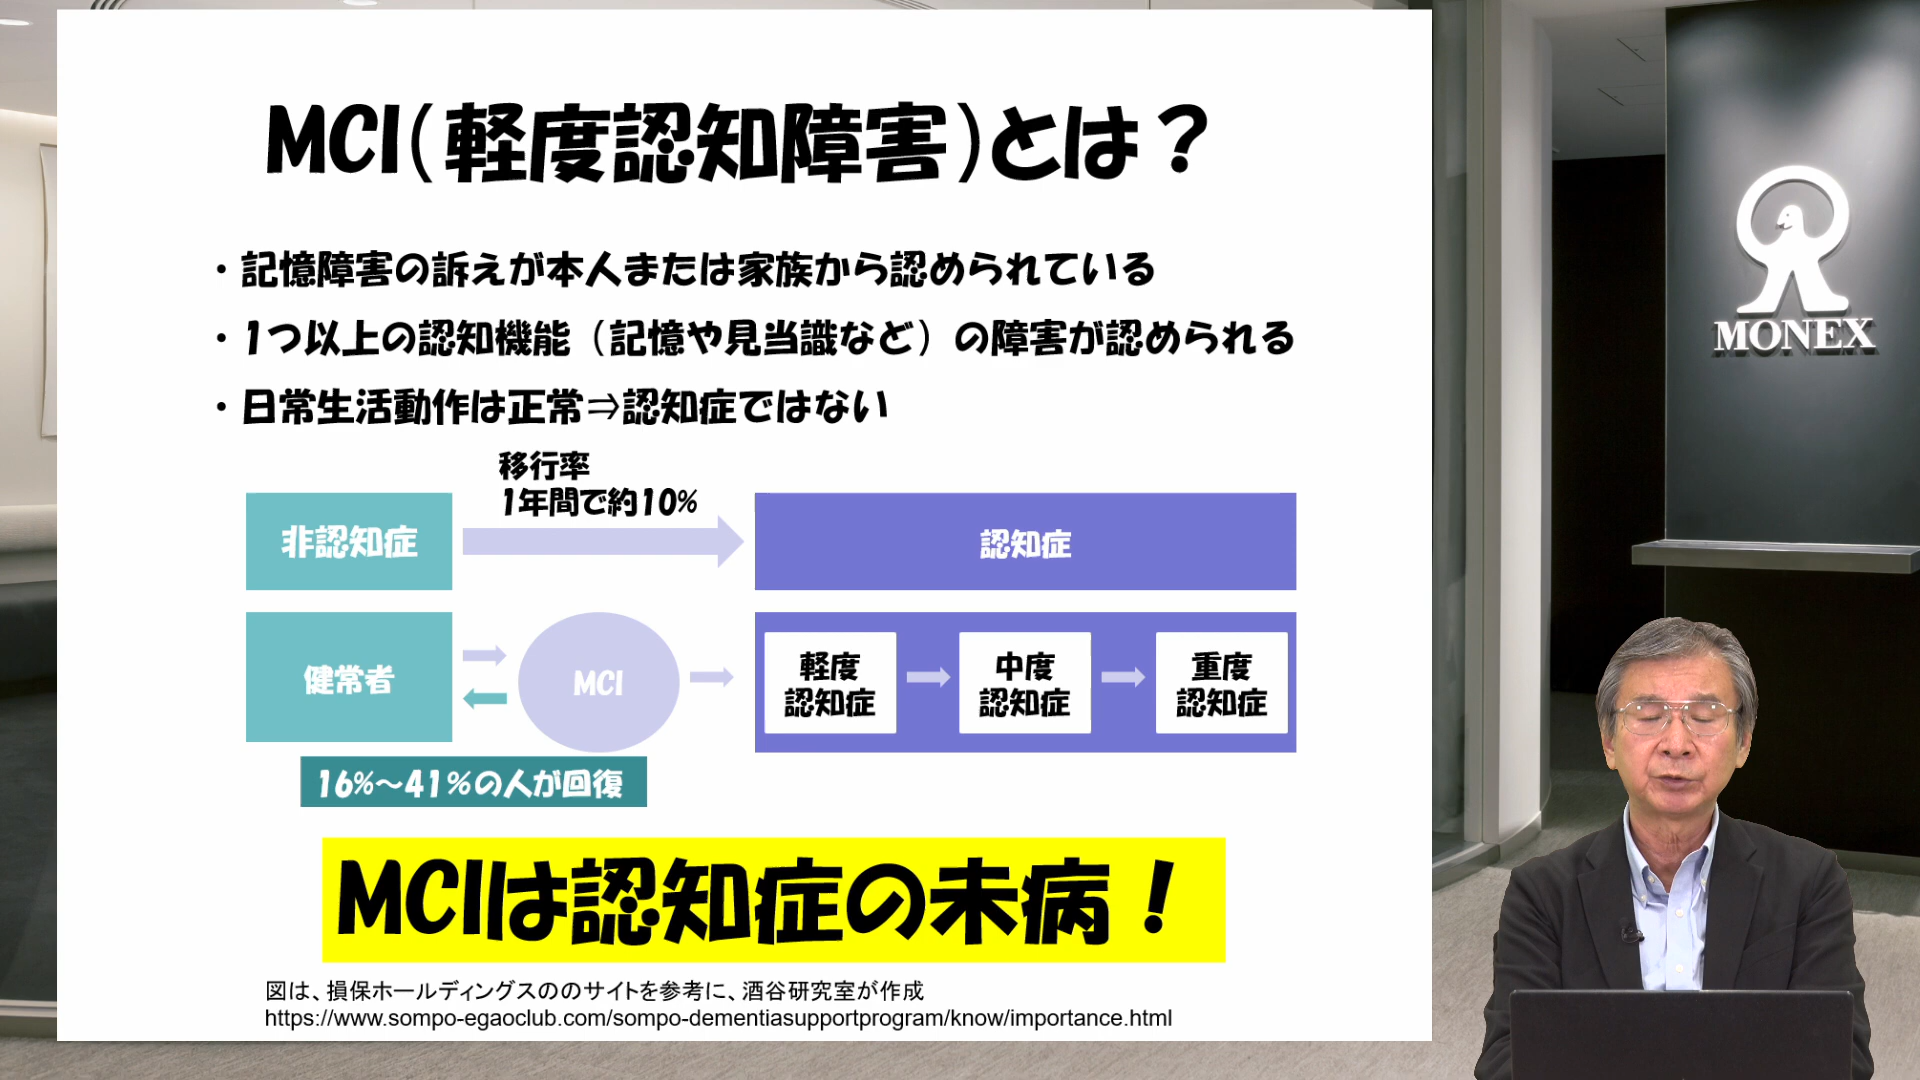 MCI（軽度認知障害）とは？
・記憶障害の訴えが本人または家族から認められている
・1つ以上の認知機能（記憶や見当識など）の障害が認められる
・日常生活動作は正常⇒認知症ではない
移行率
1年間で約10%
非認知症
認知症
健常者
MCI
軽度
認知症
中度
認知症
重度
認知症
16%～41％の人が回復
MCIは認知症の未病！
図は、損保ホールディングスののサイトを参考に、酒谷研究室が作成
https://www.sompo-egaoclub.com/sompo-dementiasupportprogram/know/importance.html
MONEX